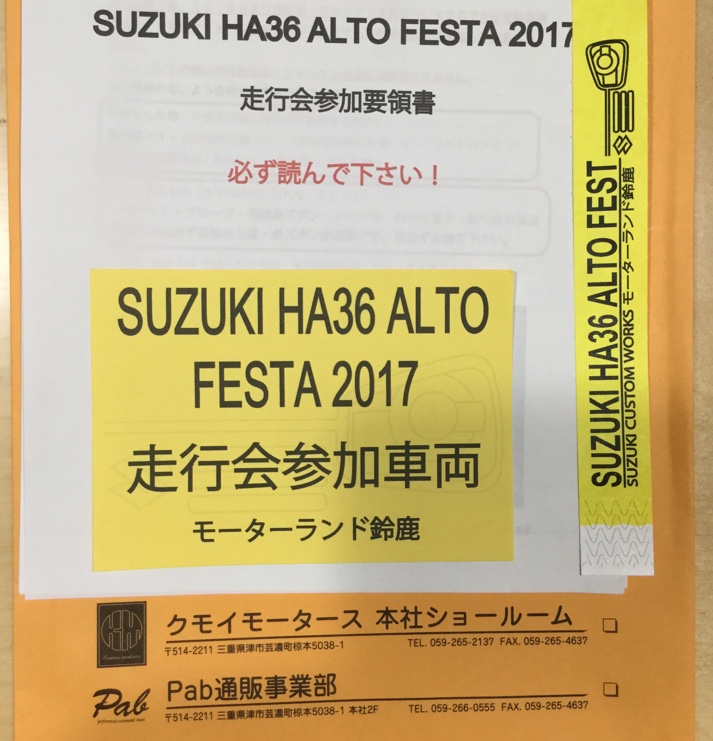 SUZUKI HA36 ALTO FESTA 2017
走行会参加要領書
必ず読んで下さい！
SUZUKI HA36 ALTO
FESTA 2017
走行会参加車両
モーターランド鈴鹿
SUZUKI HA36 ALTO FEST
SUZUKI CUSTOM WORKS モーターランド鈴鹿
クモイモータース 本社ショールーム
〒514-2211 三重県津市芸濃町椋本5038-1 TEL. 059-265-2137 FAX. 059-265-4637
Pab Pab通販事業部
〒514-2211 三重県津市芸濃町椋本5038-1 本社2F TEL. 059-266-0555 FAX. 059-265-4637